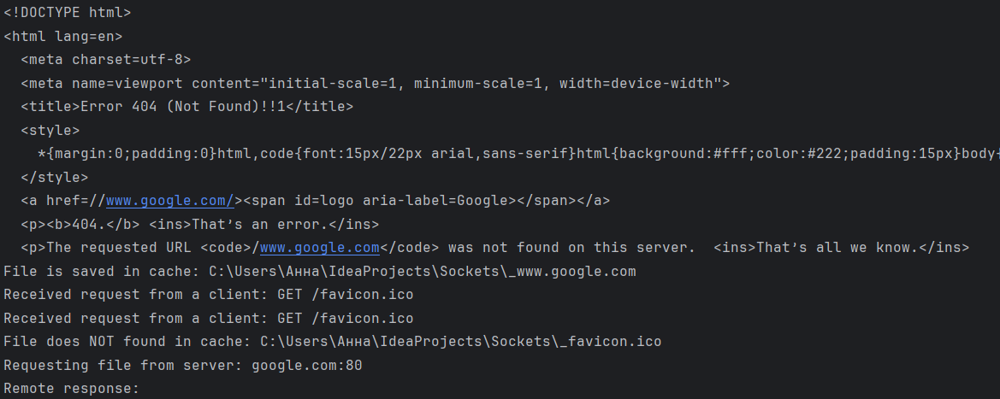 <!DOCTYPE html>
<html lang=en>
  <meta charset=utf-8>
  <meta name=viewport content="initial-scale=1, minimum-scale=1, width=device-width">
  <title>Error 404 (Not Found)!!1</title>
  <style>
    *{margin:0;padding:0}html,code{font:15px/22px arial,sans-serif}html{background:#fff;color:#222;padding:15px}body{
  </style>
  <a href=//www.google.com/><span id=logo aria-label=Google></span></a>
  <p><b>404.</b> <ins>That’s an error.</ins>
  <p>The requested URL <code>/www.google.com</code> was not found on this server.  <ins>That’s all we know.</ins>
File is saved in cache: C:\Users\Анна\IdeaProjects\Sockets\_www.google.com
Received request from a client: GET /favicon.ico
Received request from a client: GET /favicon.ico
File does NOT found in cache: C:\Users\Анна\IdeaProjects\Sockets\_favicon.ico
Requesting file from server: google.com:80
Remote response: